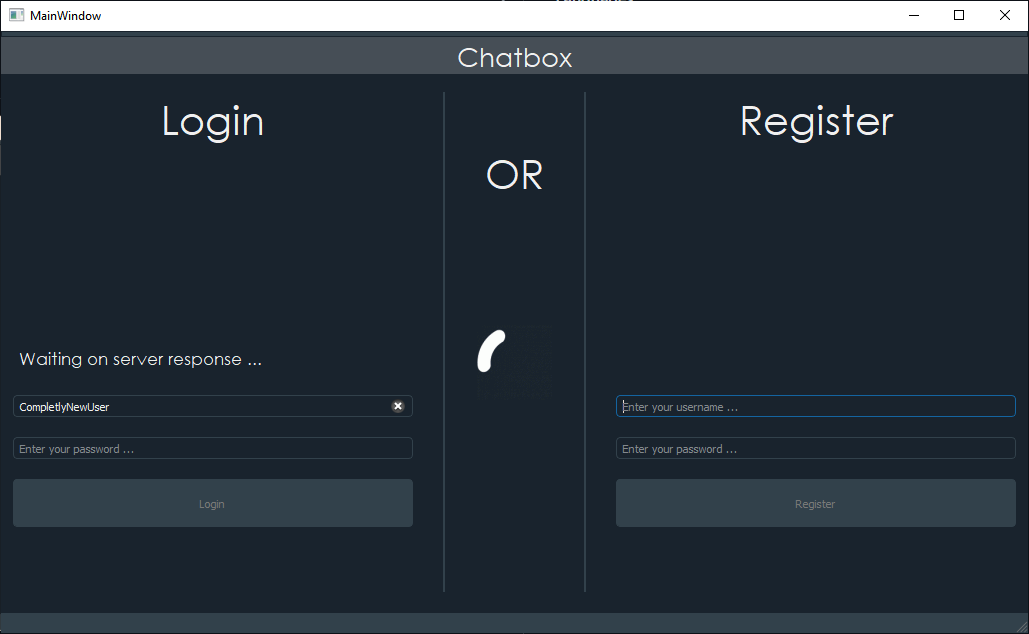 MainWindow
Chatbox
Login
OR
Register
Waiting on server response ...
CompletlyNewUser
Enter your password ...
Login
Enter your username ...
Enter your password ...
Register